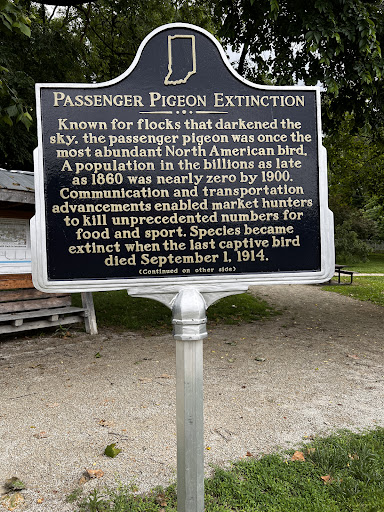 PASSENGER PIGEON EXTINCTION
Known for flocks that darkened the
sky, the passenger pigeon was once the
most abundant North American bird.
A population in the billions as late
as 1860 was nearly zero by 1900.
Communication and transportation
advancements enabled market hunters
to kill unprecedented numbers for
food and sport. Species became
extinct when the last captive bird
died September 1, 1914.
(Continued on other side)